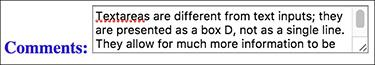 Comments:
Textareas are different from text inputs; they
are presented as a box D, not as a single line.
They allow for much more information to be